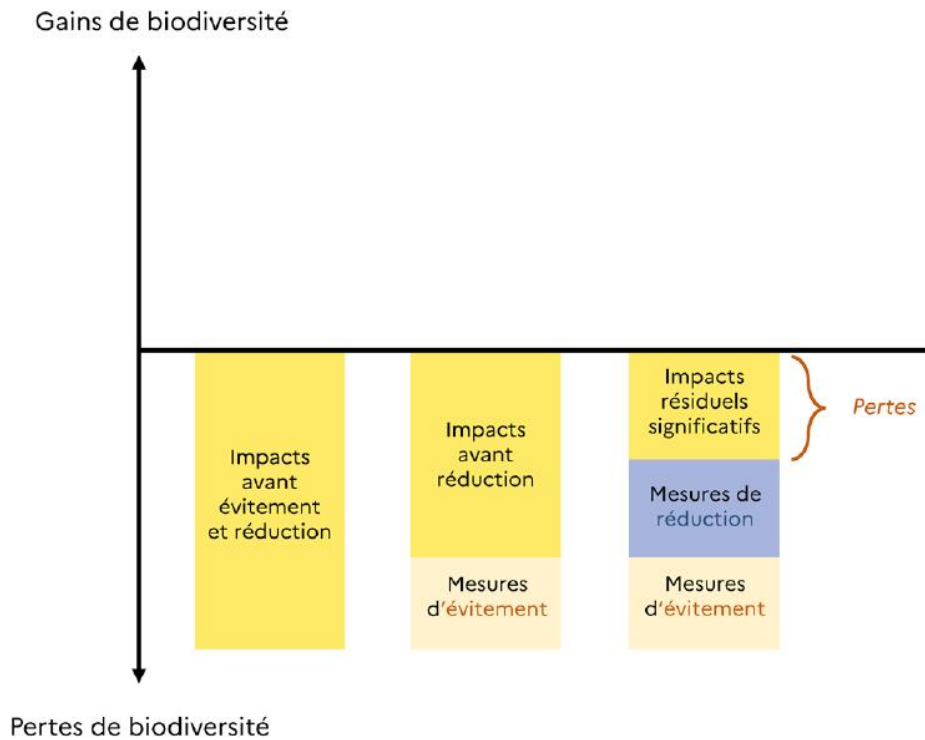 Gains de biodiversité
Impacts
avant
évitement
et réduction
Impacts
avant
réduction
Mesures
d'évitement
Impacts
résiduels
significatifs
Mesures de
réduction
Mesures
d'évitement
Pertes
Pertes de biodiversité